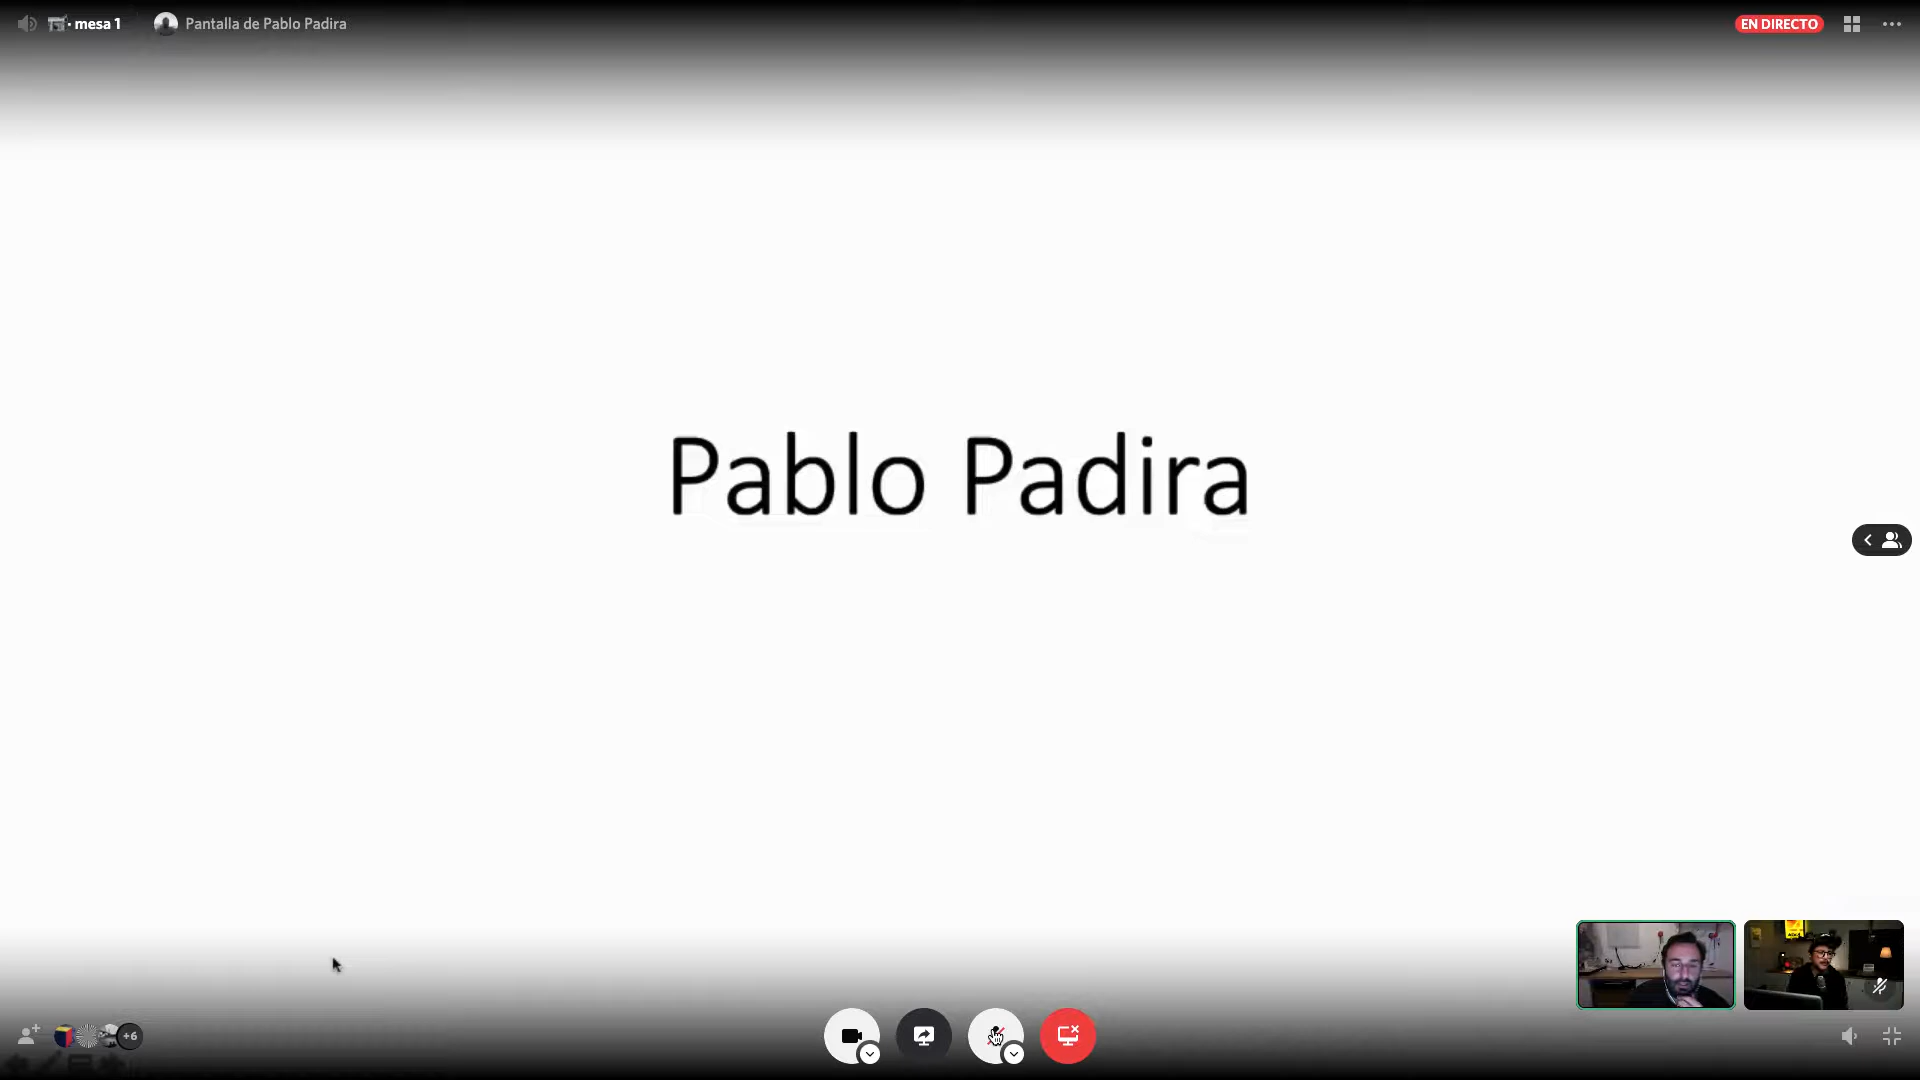 mesa 1
Pantalla de Pablo Padira
EN DIRECTO
Pablo Padira
+6